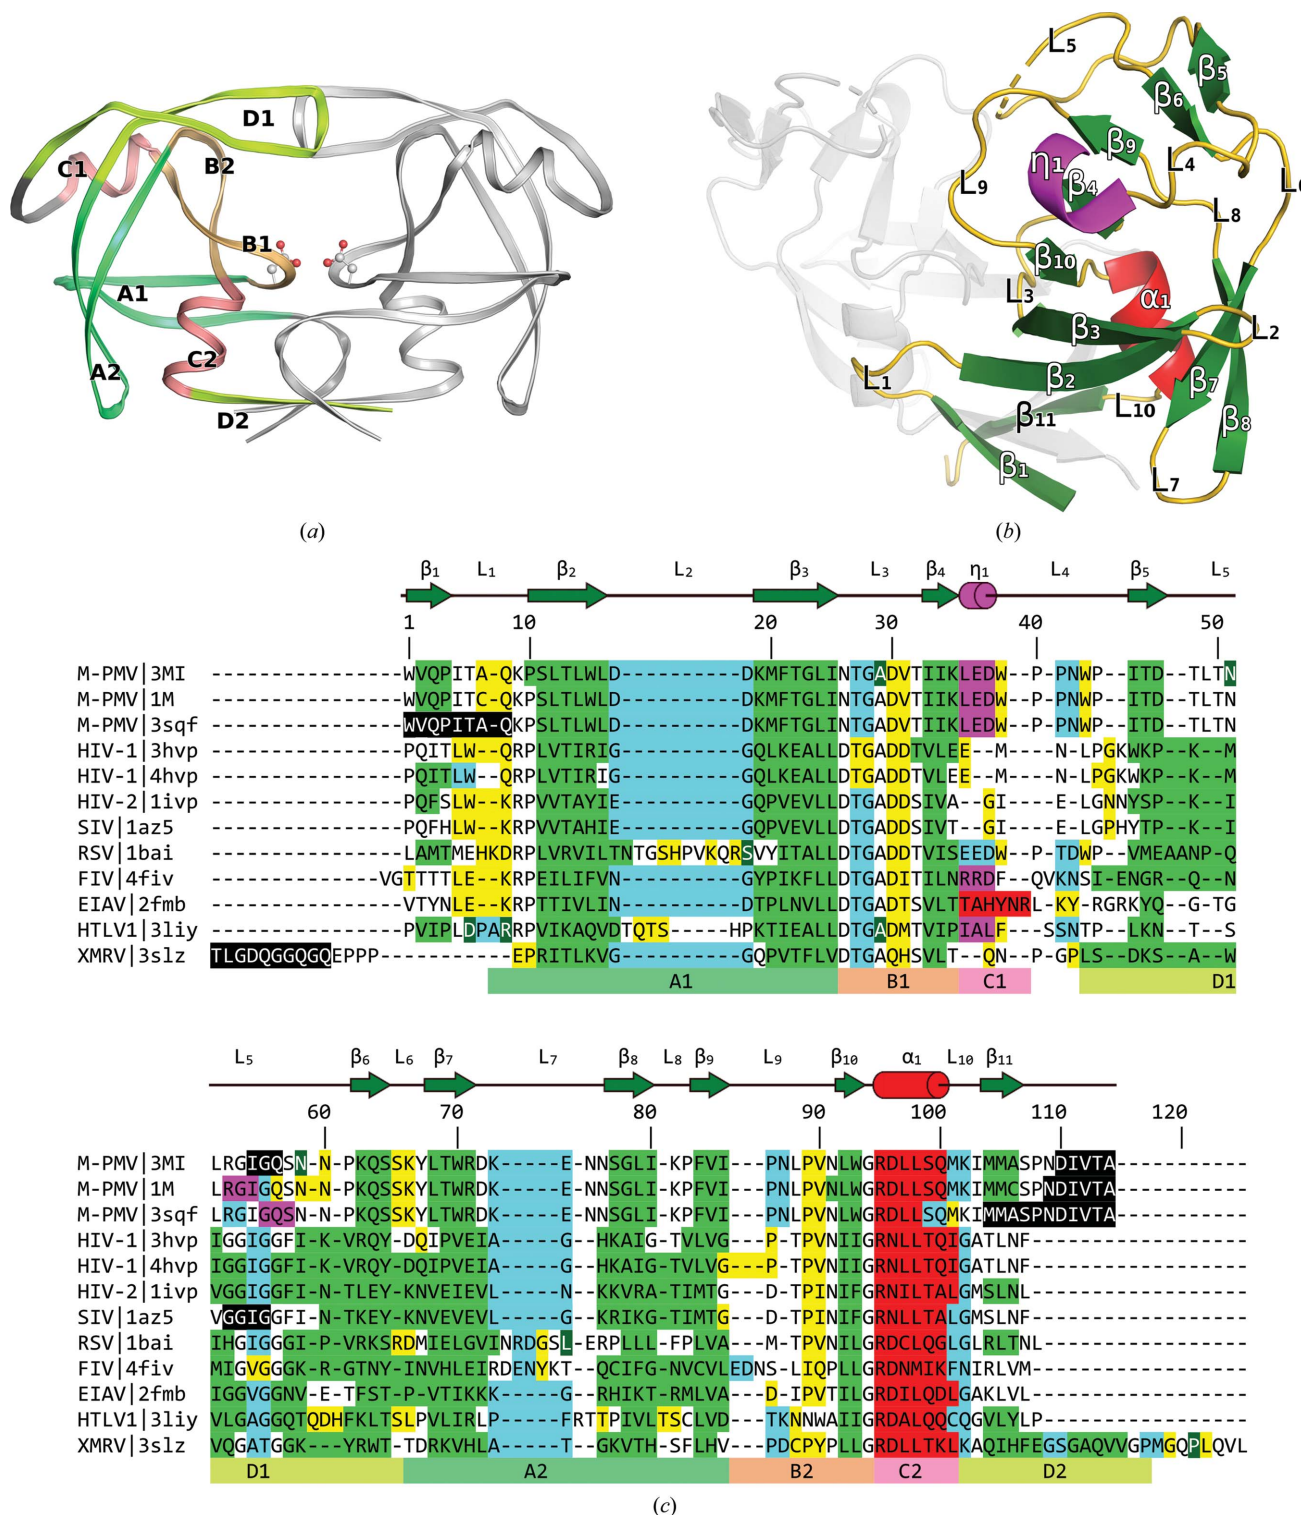 D1
B2
C1
B1
A1
C2
A2
D2
(a)
L5
β5
β6
β9
η1
L4
β4
L9
L8
β10
L3
α1
β3
L2
L1
β2
β7
L10
β11
β8
β1
L7
(b)
β1 L1 β2 L2 β3 L3 β4 η1 L4 β5 L5
1 10 20 30 40 50
M-PMV|3MI ----------------WVQPITA-QKPSLTLWLD----------DKMFTGLINTGADVTIIKLEDW--P-PNWP--ITD--TLTN
M-PMV|1M ----------------WVQPITC-QKPSLTLWLD----------DKMFTGLINTGADVTIIKLEDW--P-PNWP--ITD--TLTN
M-PMV|3sqf ----------------WVQPITA-QKPSLTLWLD----------DKMFTGLINTGADVTIIKLEDW--P-PNWP--ITD--TLTN
HIV-1|3hvp ----------------PQITLW--QRPLVTIRIG----------GQLKEALLDTGADDTVLEE--M---N-LPGKWKP--K--M
HIV-1|4hvp ----------------PQITLW--QRPLVTIRIG----------GQLKEALLDTGADDTVLEE--M---N-LPGKWKP--K--M
HIV-2|1ivp ----------------PQFSLW--KRPVVTAYIE----------GQPVEVLLDTGADDSIVA--GI---E-LGNNYSP--K--I
SIV|1az5 ----------------PQFHLW--KRPVVTAHIE----------GQPVEVLLDTGADDSIVT--GI---E-LGPHYTP--K--I
RSV|1bai ----------------LAMTMEHKDRPLVRVILTNTGSHPVKQRSVYITALLDTGADDTVISEEDW--P-TDWP--VMEAANP-Q
FIV|4fiv --------------VGTTTTLE--KRPEILIFVN----------GYPIKFLLDTGADITILNRRDF--QVKNSI-ENGR--Q--N
EIAV|2fmb ----------------VTYNLE--KRPTTIVLIN----------DTPLNVLLDTGADTSVLTTAHYNRL--KY--RGRKYQ--G--TG
HTLV1|3liy ----------------PVIPLDPARRPVIKAQVDTQTS-----HPKTIEALLDTGADMTVIPIALF---SSNTP--LKN--T--S
XMRV|3slz TLGDQGGQGQEPPP-----------EPRITLKVG----------GQPVTFLVDTGAQHSVLT--QN--P-GPLS--DKS--A--W
A1 B1 C1 D1
L5 β6 L6 β7 L7 β8 L8 β9 L9 β10 α1 L10 β11
60 70 80 90 100 110 120
M-PMV|3MI LRGIGQSN-N-PKQSSKYLTWRDK-----E-NNSGLI-KPFVI---PNLPVNLWGRDLLSQMKIMMASPNDIVTA-----------
M-PMV|1M LRGIGQSN-N-PKQSSKYLTWRDK-----E-NNSGLI-KPFVI---PNLPVNLWGRDLLSQMKIMMCSPNDIVTA-----------
M-PMV|3sqf LRGIGQSN-N-PKQSSKYLTWRDK-----E-NNSGLI-KPFVI---PNLPVNLWGRDLLSQMKIMMASPNDIVTA-----------
HIV-1|3hvp IGGIGGFI-K-VRQY-DQIPVEIA-----G--HKAIG-TVLVG---P-TPVNIIGRNLLTQIGATLNF------------------
HIV-1|4hvp IGGIGGFI-K-VRQY-DQIPVEIA-----G--HKAIG-TVLVG---P-TPVNIIGRNLLTQIGATLNF------------------
HIV-2|1ivp VGGIGGFI-N-TLEY-KNVEIEVL-----N--KKVRA-TIMTG---D-TPINIFGRNILTALGMSLNL------------------
SIV|1az5 VGGIGGFI-N-TKEY-KNVEVEVL-----G--KRIKG-TIMTG---D-TPINIFGRNLLTALGMSLNF------------------
RSV|1bai IHGIGGGI-P-VRKSRDMIELGVINRDGSL-ERPLLL-FPLVA---M-TPVNILGRDCLQGLGLRLTNL-----------------
FIV|4fiv MIGVGGGK-R-GTNY-INVHLEIRDENYKT--QCIFG-NVCVLEDNS-LIQPLLGRDNMIKFNIRLVM------------------
EIAV|2fmb IGGVGGNV-E-TFST-P-VTIKKK-----G--RHIKT-RMLVA---D-IPVTILGRDILQDLGAKLVL------------------
HTLV1|3liy VLGAGGQTQDHFKLTSLPVLIRLP-----FRTTPIVLTSCLVD---TKNNWAIIGRDALQQCQGVLYLP-----------------
XMRV|3slz VQGATGGK---YRWT-TDRKVHLA-----T--GKVTH-SFLHV---PDCPYPLLGRDLLTKLKAQIHFEGSGAQVVGPMGQPLQVL
D1 A2 B2 C2 D2
(c)